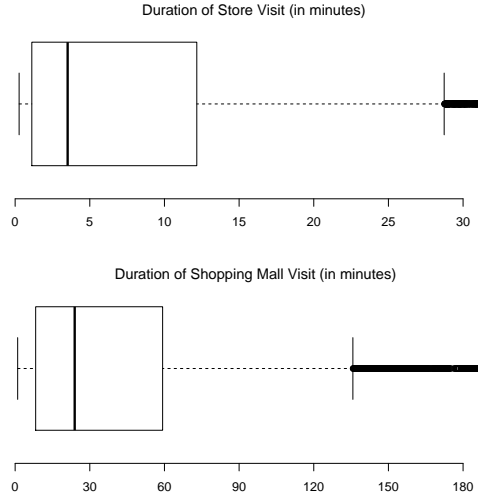 Duration of Store Visit (in minutes)
0 5 10 15 20 25 30
Duration of Shopping Mall Visit (in minutes)
0 30 60 90 120 150 180